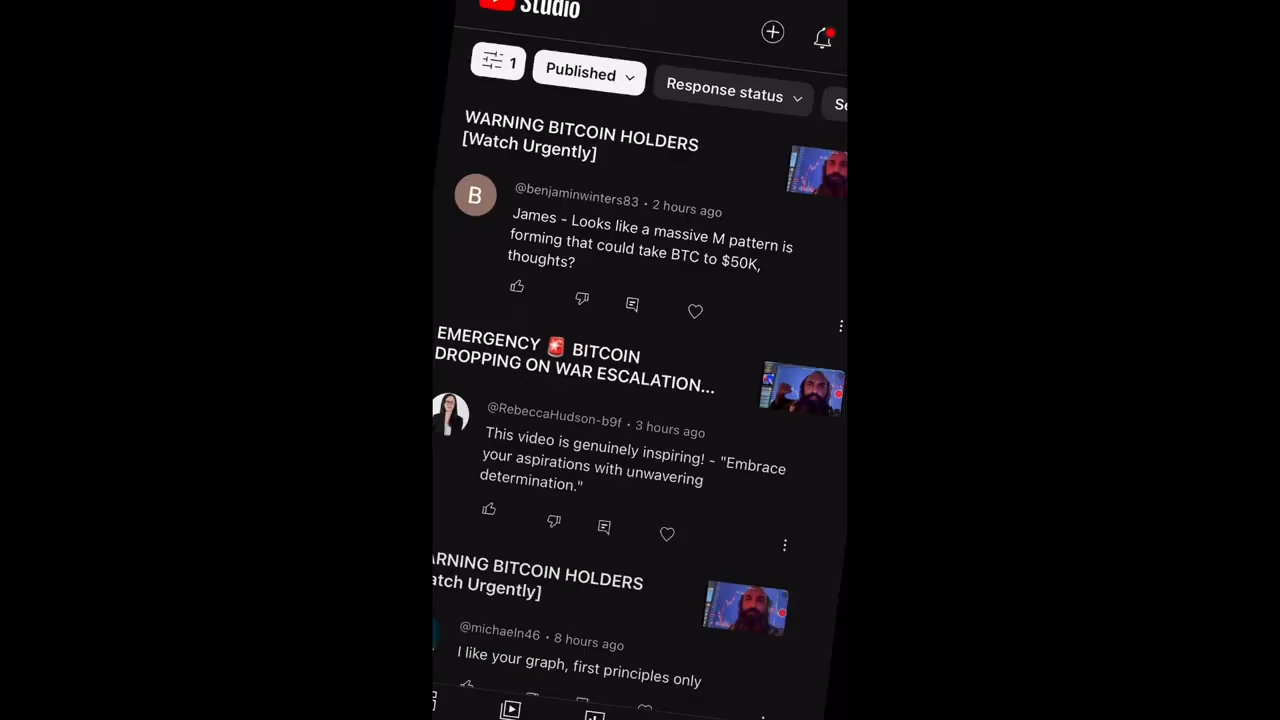 Studio
1
Published
Response status
WARNING BITCOIN HOLDERS
[Watch Urgently]
B
@benjaminwinters83 • 2 hours ago
James - Looks like a massive M pattern is
forming that could take BTC to $50K,
thoughts?
EMERGENCY 🚨 BITCOIN
DROPPING ON WAR ESCALATION...
@RebeccaHudson-b9f • 3 hours ago
This video is genuinely inspiring! - "Embrace
your aspirations with unwavering
determination."
ARNING BITCOIN HOLDERS
atch Urgently]
@michaeln46 • 8 hours ago
I like your graph, first principles only